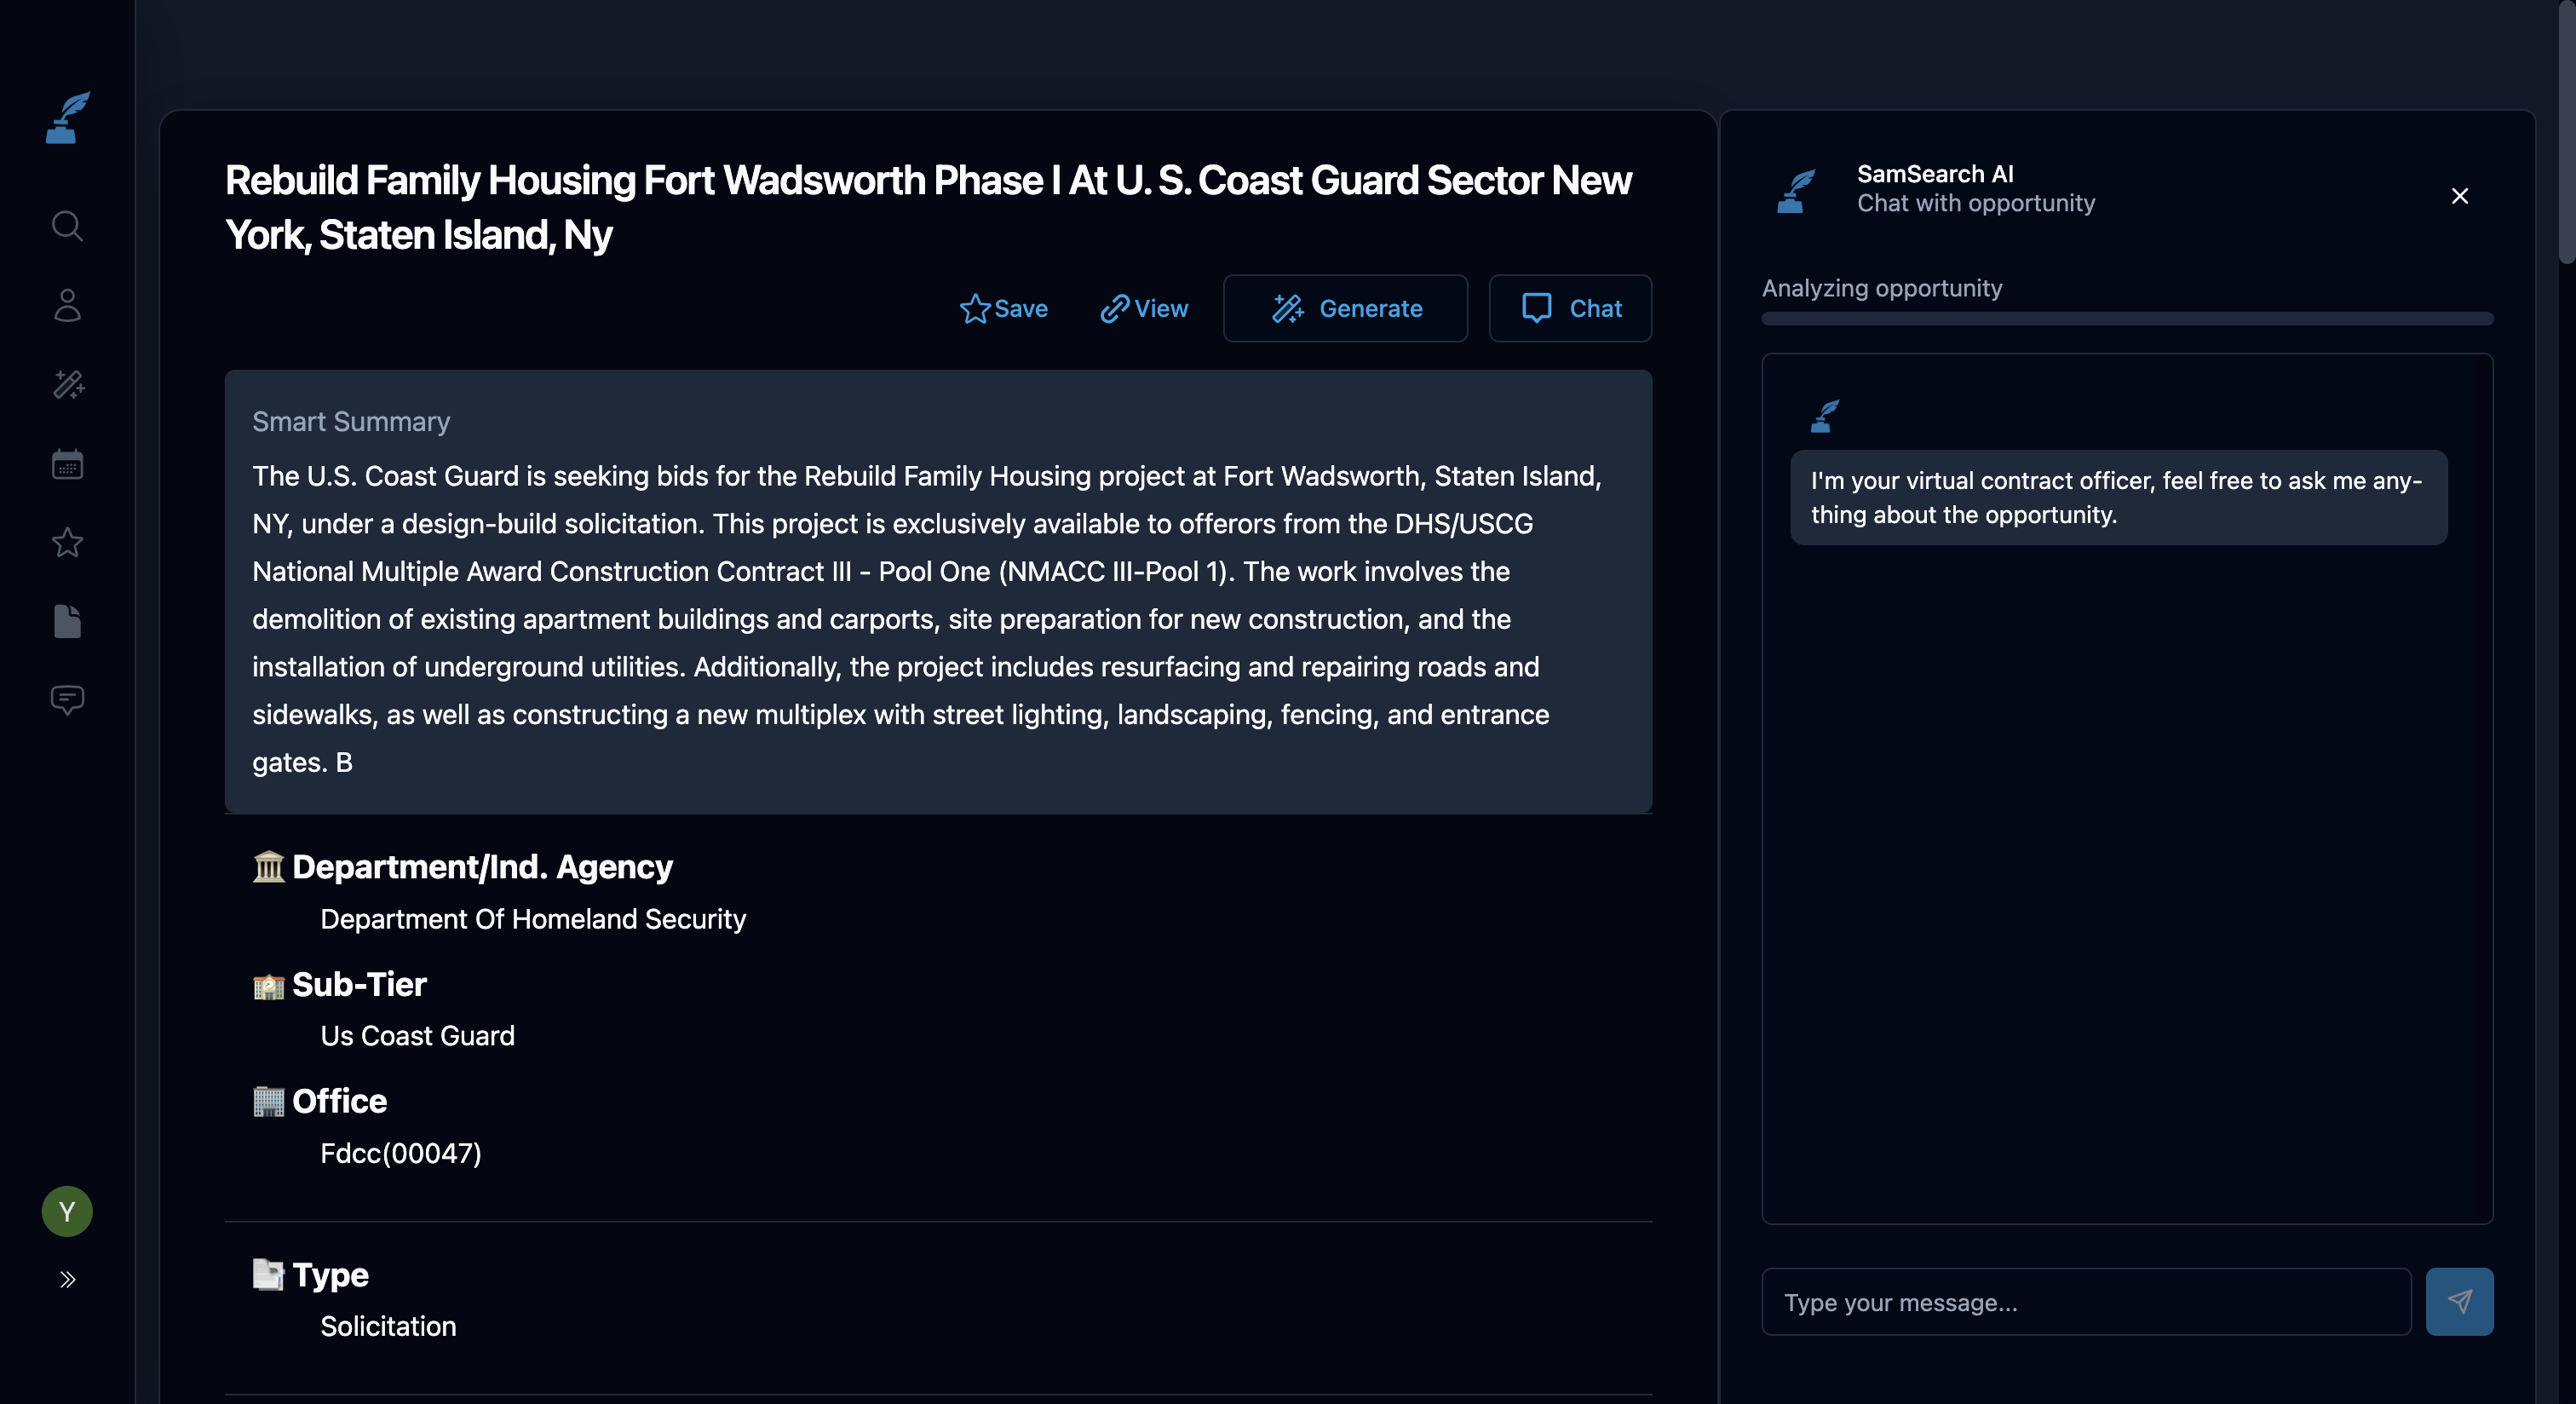 Rebuild Family Housing Fort Wadsworth Phase I At U. S. Coast Guard Sector New
York, Staten Island, Ny
Save
View
Generate
Chat
Smart Summary
The U.S. Coast Guard is seeking bids for the Rebuild Family Housing project at Fort Wadsworth, Staten Island,
NY, under a design-build solicitation. This project is exclusively available to offerors from the DHS/USCG
National Multiple Award Construction Contract III - Pool One (NMACC III-Pool 1). The work involves the
demolition of existing apartment buildings and carports, site preparation for new construction, and the
installation of underground utilities. Additionally, the project includes resurfacing and repairing roads and
sidewalks, as well as constructing a new multiplex with street lighting, landscaping, fencing, and entrance
gates. B
Department/Ind. Agency
Department Of Homeland Security
Sub-Tier
Us Coast Guard
Office
Fdcc(00047)
Type
Solicitation
Y
SamSearch AI
Chat with opportunity
Analyzing opportunity
I'm your virtual contract officer, feel free to ask me any-
thing about the opportunity.
Type your message...